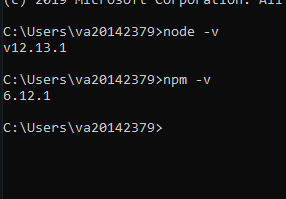 (c) 2019 Microsoft Corporation. All
C:\Users\va20142379>node -v
v12.13.1
C:\Users\va20142379>npm -v
6.12.1
C:\Users\va20142379>